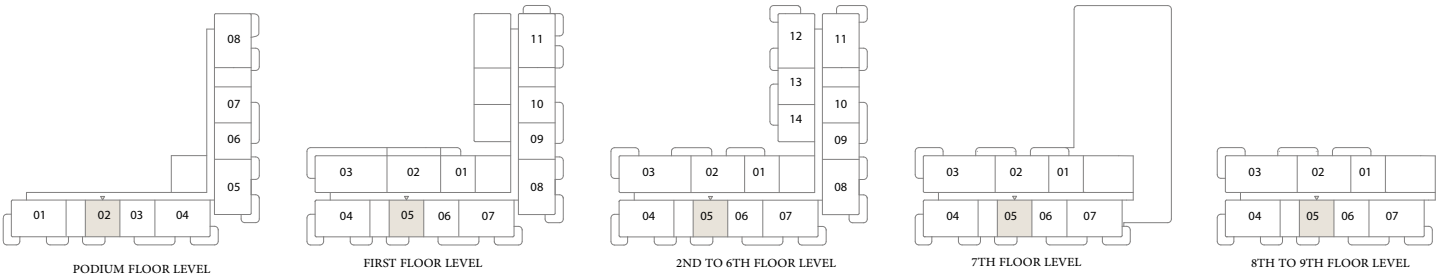 08
07
06
05
01 02 03 04
PODIUM FLOOR LEVEL
11
10
09
03 02 01
08
04 05 06 07
FIRST FLOOR LEVEL
12 11
13
14
10
09
03 02 01
08
04 05 06 07
2ND TO 6TH FLOOR LEVEL
03 02 01
04 05 06 07
7TH FLOOR LEVEL
03 02 01
04 05 06 07
8TH TO 9TH FLOOR LEVEL